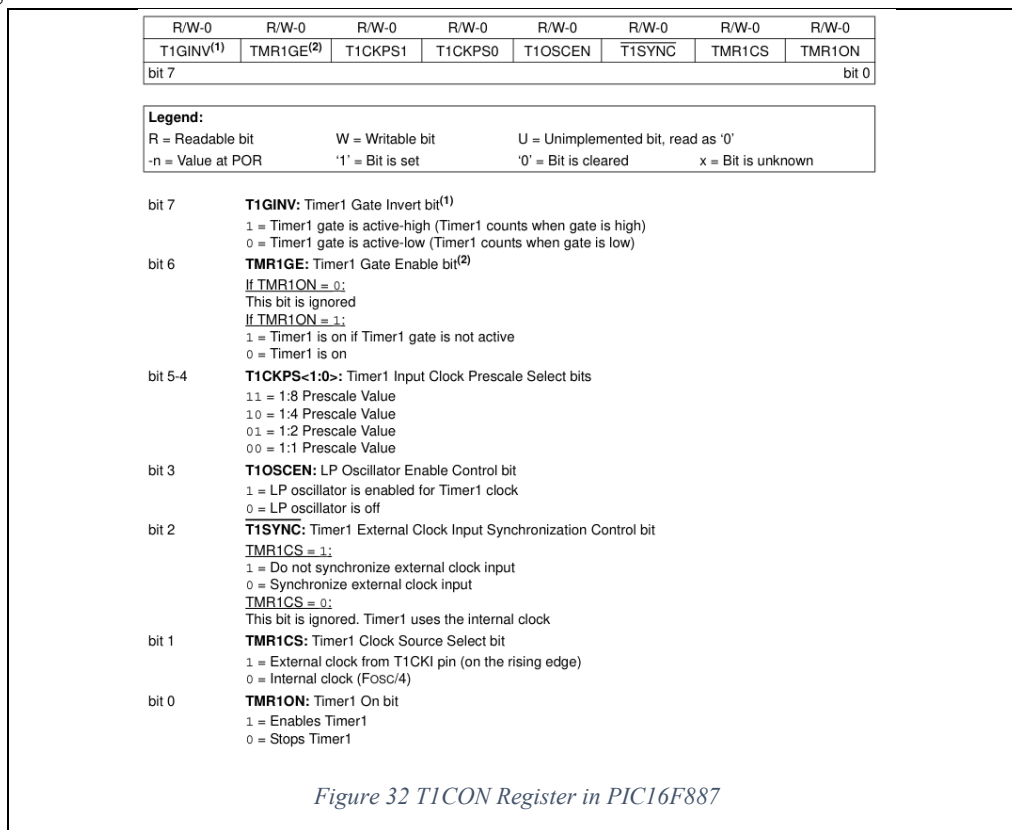 R/W-0 R/W-0 R/W-0 R/W-0 R/W-0 R/W-0 R/W-0 R/W-0
T1GINV(1) TMR1GE(2) T1CKPS1 T1CKPS0 T1OSCEN T1SYNC TMR1CS TMR1ON
bit 7 bit 0
Legend:
R = Readable bit W = Writable bit U = Unimplemented bit, read as ‘0’
-n = Value at POR ‘1’ = Bit is set ‘0’ = Bit is cleared x = Bit is unknown
bit 7 T1GINV: Timer1 Gate Invert bit(1)
1 = Timer1 gate is active-high (Timer1 counts when gate is high)
0 = Timer1 gate is active-low (Timer1 counts when gate is low)
bit 6 TMR1GE: Timer1 Gate Enable bit(2)
If TMR1ON = 0:
This bit is ignored
If TMR1ON = 1:
1 = Timer1 is on if Timer1 gate is not active
0 = Timer1 is on
bit 5-4 T1CKPS<1:0>: Timer1 Input Clock Prescale Select bits
11 = 1:8 Prescale Value
10 = 1:4 Prescale Value
01 = 1:2 Prescale Value
00 = 1:1 Prescale Value
bit 3 T1OSCEN: LP Oscillator Enable Control bit
1 = LP oscillator is enabled for Timer1 clock
0 = LP oscillator is off
bit 2 T1SYNC: Timer1 External Clock Input Synchronization Control bit
TMR1CS = 1:
1 = Do not synchronize external clock input
0 = Synchronize external clock input
TMR1CS = 0:
This bit is ignored. Timer1 uses the internal clock
bit 1 TMR1CS: Timer1 Clock Source Select bit
1 = External clock from T1CKI pin (on the rising edge)
0 = Internal clock (FOSC/4)
bit 0 TMR1ON: Timer1 On bit
1 = Enables Timer1
0 = Stops Timer1
Figure 32 T1CON Register in PIC16F887